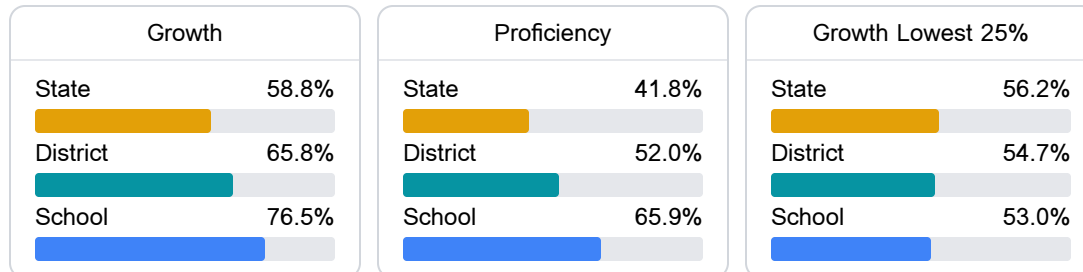 Growth
State 58.8%
District 65.8%
School 76.5%
Proficiency
State 41.8%
District 52.0%
School 65.9%
Growth Lowest 25%
State 56.2%
District 54.7%
School 53.0%